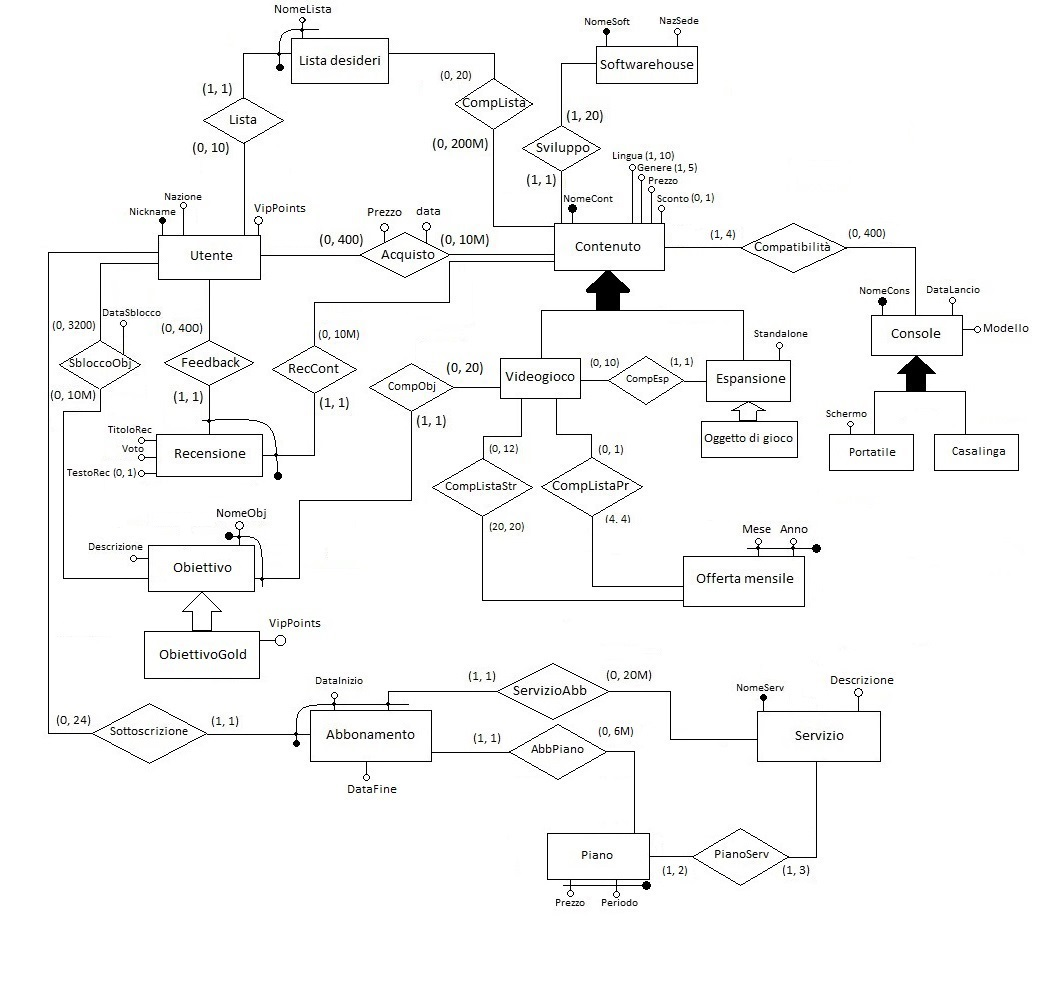 NomeLista
Lista desideri
NomeSoft
NazSede
Softwarehouse
(1, 1)
(0, 20)
CompLista
Lista
(0, 10)
(0, 200M)
(1, 20)
Sviluppo
(1, 1)
Lingua (1, 10)
Genere (1, 5)
Prezzo
Sconto (0, 1)
NomeCont
Nazione
Nickname
VipPoints
Utente
Prezzo
data
(0, 400)
(0, 10M)
Acquisto
Contenuto
(1, 4)
Compatibilità
(0, 400)
NomeCons
DataLancio
Console
Modello
(0, 3200)
DataSblocco
(0, 400)
(0, 10M)
SbloccoObj
Feedback
RecCont
(0, 10M)
(1, 1)
(1, 1)
CompObj
(0, 20)
(1, 1)
Videogioco
(0, 10)
CompEsp
(1, 1)
Standalone
Espansione
Oggetto di gioco
Schermo
Portatile
Casalinga
TitoloRec
Voto
TestoRec (0, 1)
Recensione
(0, 12)
CompListaStr
(20, 20)
(0, 1)
CompListaPr
(4, 4)
NomeObj
Descrizione
Obiettivo
Mese
Anno
Offerta mensile
VipPoints
ObiettivoGold
(0, 24)
Sottoscrizione
(1, 1)
DataInizio
Abbonamento
DataFine
(1, 1)
ServizioAbb
(0, 20M)
NomeServ
Descrizione
Servizio
(1, 1)
AbbPiano
(0, 6M)
Piano
(1, 2)
PianoServ
(1, 3)
Prezzo
Periodo